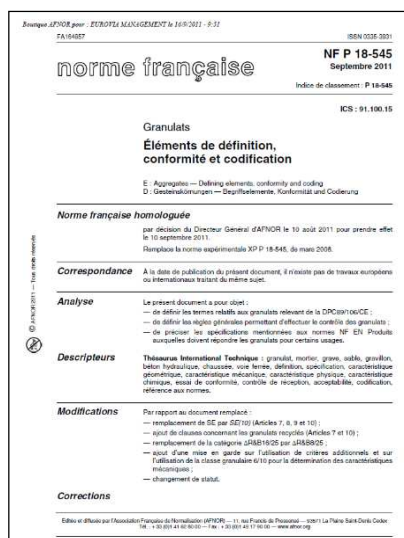 Boutique AFNOR pour : EUROVIA MANAGEMENT le 16/9/2011 - 9:32
FA164657
ISSN 0335-3931
norme française
NF P 18-545
Septembre 2011
Indice de classement : P 18-545
ICS : 91.100.15
Granulats
Éléments de définition,
conformité et codification
E : Aggregates — Defining elements, conformity and coding
D : Gesteinskörnungen — Begriffselemente, Konformität und Codierung
Norme française homologuée
par décision du Directeur Général d'AFNOR le 10 août 2011 pour prendre effet
le 10 septembre 2011.
Remplace la norme expérimentale XP P 18-545, de mars 2008.
Correspondance
À la date de publication du présent document, il n'existe pas de travaux européens
ou internationaux traitant du même sujet.
Analyse
Le présent document a pour objet :
— de définir les termes relatifs aux granulats relevant de la DPC89/106/CE ;
— de définir les règles générales permettant d'effectuer le contrôle des granulats ;
— de préciser les spécifications mentionnées aux normes NF EN Produits
auxquelles doivent répondre les granulats pour certains usages.
Descripteurs
Thésaurus International Technique : granulat, mortier, grave, sable, gravillon,
béton hydraulique, chaussée, voie ferrée, définition, spécification, caractéristique
géométrique, caractéristique mécanique, caractéristique physique, caractéristique
chimique, essai de conformité, contrôle de réception, acceptabilité, codification,
référence aux normes.
Modifications
Par rapport au document remplacé :
— remplacement de SE par SE(10) (Articles 7, 8, 9 et 10) ;
— ajout de clauses concernant les granulats recyclés (Articles 7 et 10) ;
— remplacement de la catégorie ΔR&B16/25 par ΔR&B8/25 ;
— ajout d'une mise en garde sur l'utilisation de critères additionnels et sur
l'utilisation de la classe granulaire 6/10 pour la détermination des caractéristiques
mécaniques ;
— changement de statut.
Corrections
Éditée et diffusée par l'Association Française de Normalisation (AFNOR) — 11, rue Francis de Pressensé — 93571 La Plaine Saint-Denis Cedex
Tél. : + 33 (0)1 41 62 80 00 — Fax : + 33 (0)1 49 17 90 00 — www.afnor.org
© AFNOR 2011 — Tous droits réservés